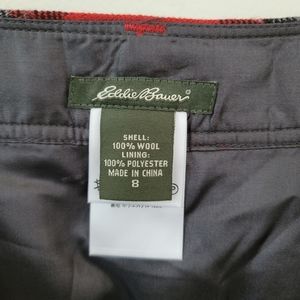 Eddie Bauer
SHELL:
100% WOOL
LINING:
100% POLYESTER
MADE IN CHINA
8